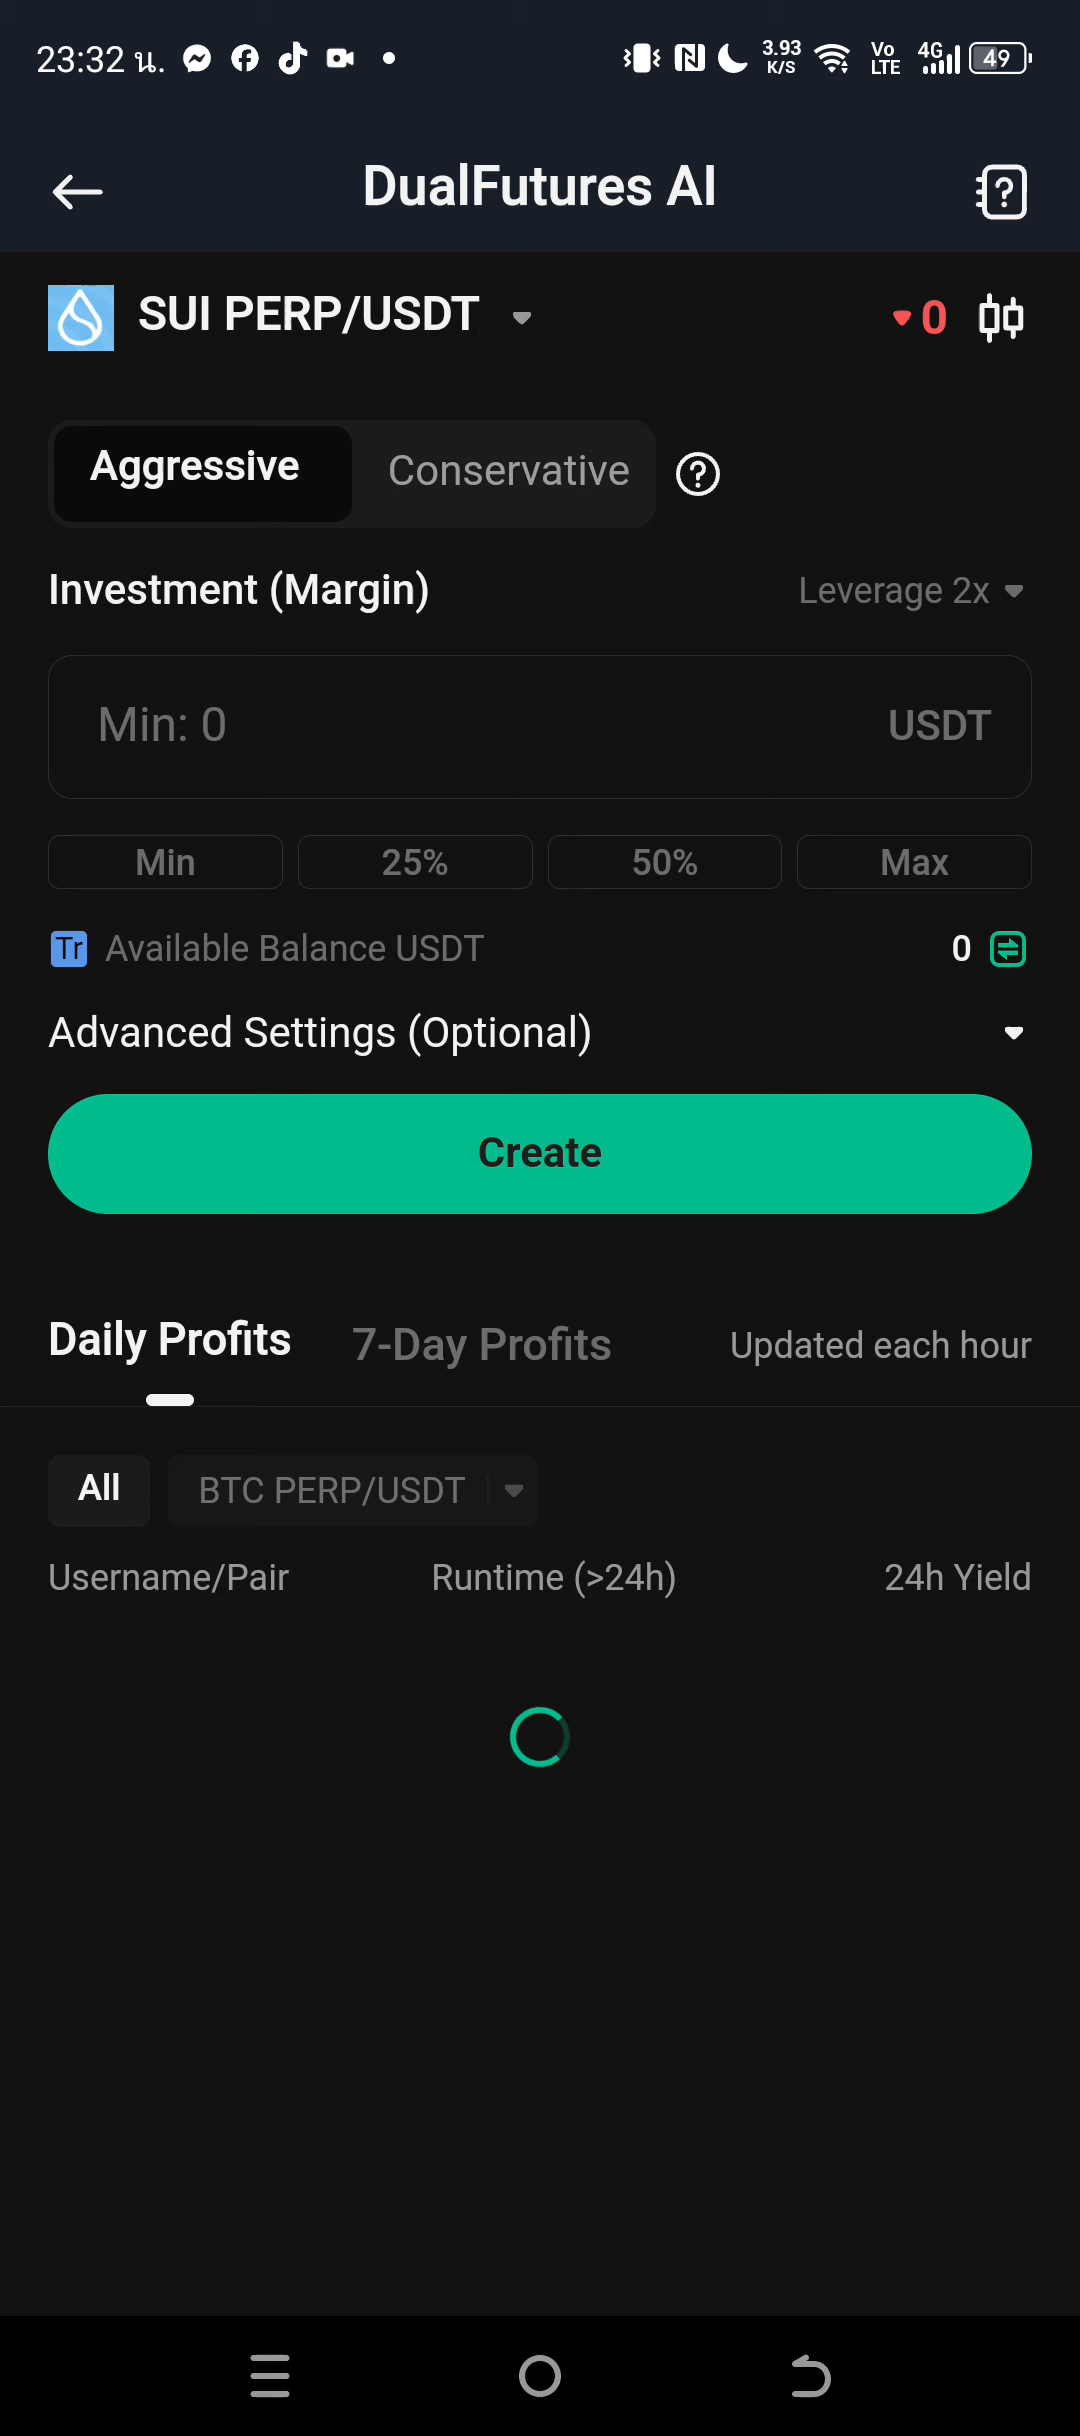 23:32 น.
3.93 K/S
Vo LTE
4G
49
DualFutures AI
SUI PERP/USDT
0
Aggressive
Conservative
Investment (Margin)
Leverage 2x
Min: 0
USDT
Min
25%
50%
Max
Tr Available Balance USDT
0
Advanced Settings (Optional)
Create
Daily Profits
7-Day Profits
Updated each hour
All
BTC PERP/USDT
Username/Pair
Runtime (>24h)
24h Yield